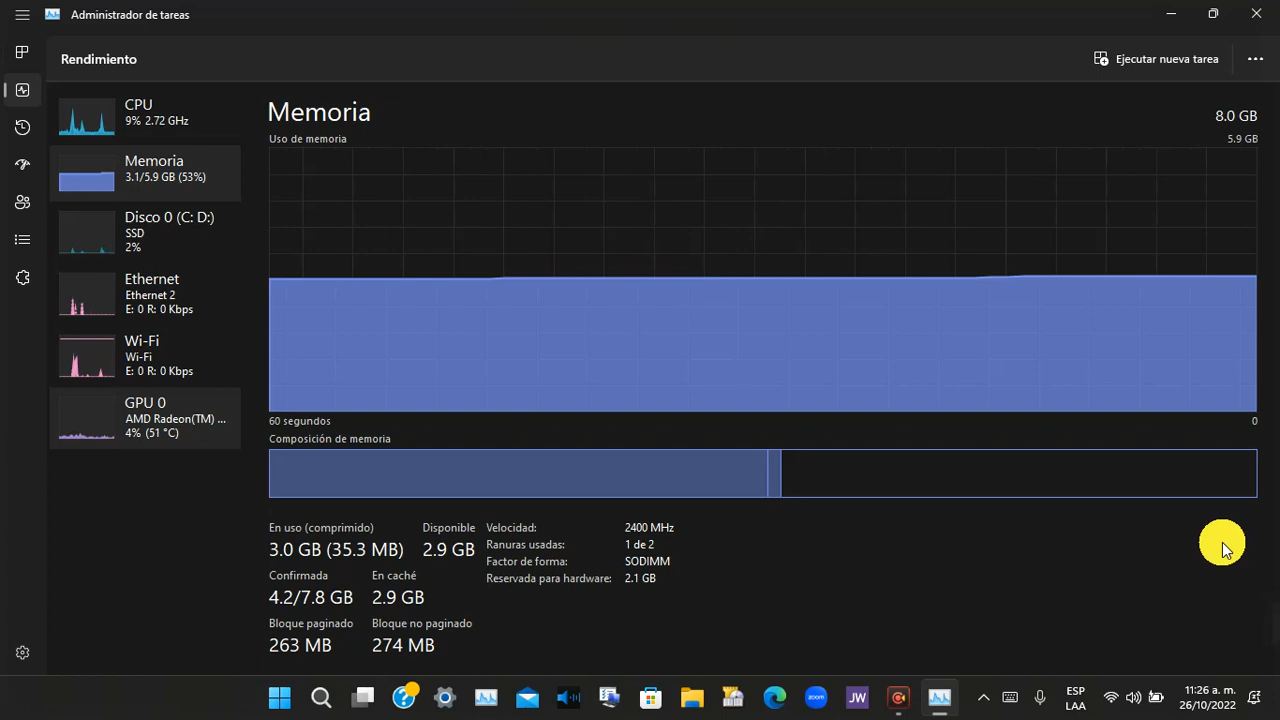 Administrador de tareas
Rendimiento
Ejecutar nueva tarea
CPU
9% 2.72 GHz
Memoria
3.1/5.9 GB (53%)
Disco 0 (C: D:)
SSD
2%
Ethernet
Ethernet 2
E: 0 R: 0 Kbps
Wi-Fi
Wi-Fi
E: 0 R: 0 Kbps
GPU 0
AMD Radeon(TM) ...
4% (51 °C)
Memoria
8.0 GB
Uso de memoria
5.9 GB
60 segundos
0
Composición de memoria
En uso (comprimido)
3.0 GB (35.3 MB)
Disponible
2.9 GB
Confirmada
4.2/7.8 GB
En caché
2.9 GB
Bloque paginado
263 MB
Bloque no paginado
274 MB
Velocidad: 2400 MHz
Ranuras usadas: 1 de 2
Factor de forma: SODIMM
Reservada para hardware: 2.1 GB
zoom
JW
ESP
LAA
11:26 a. m.
26/10/2022